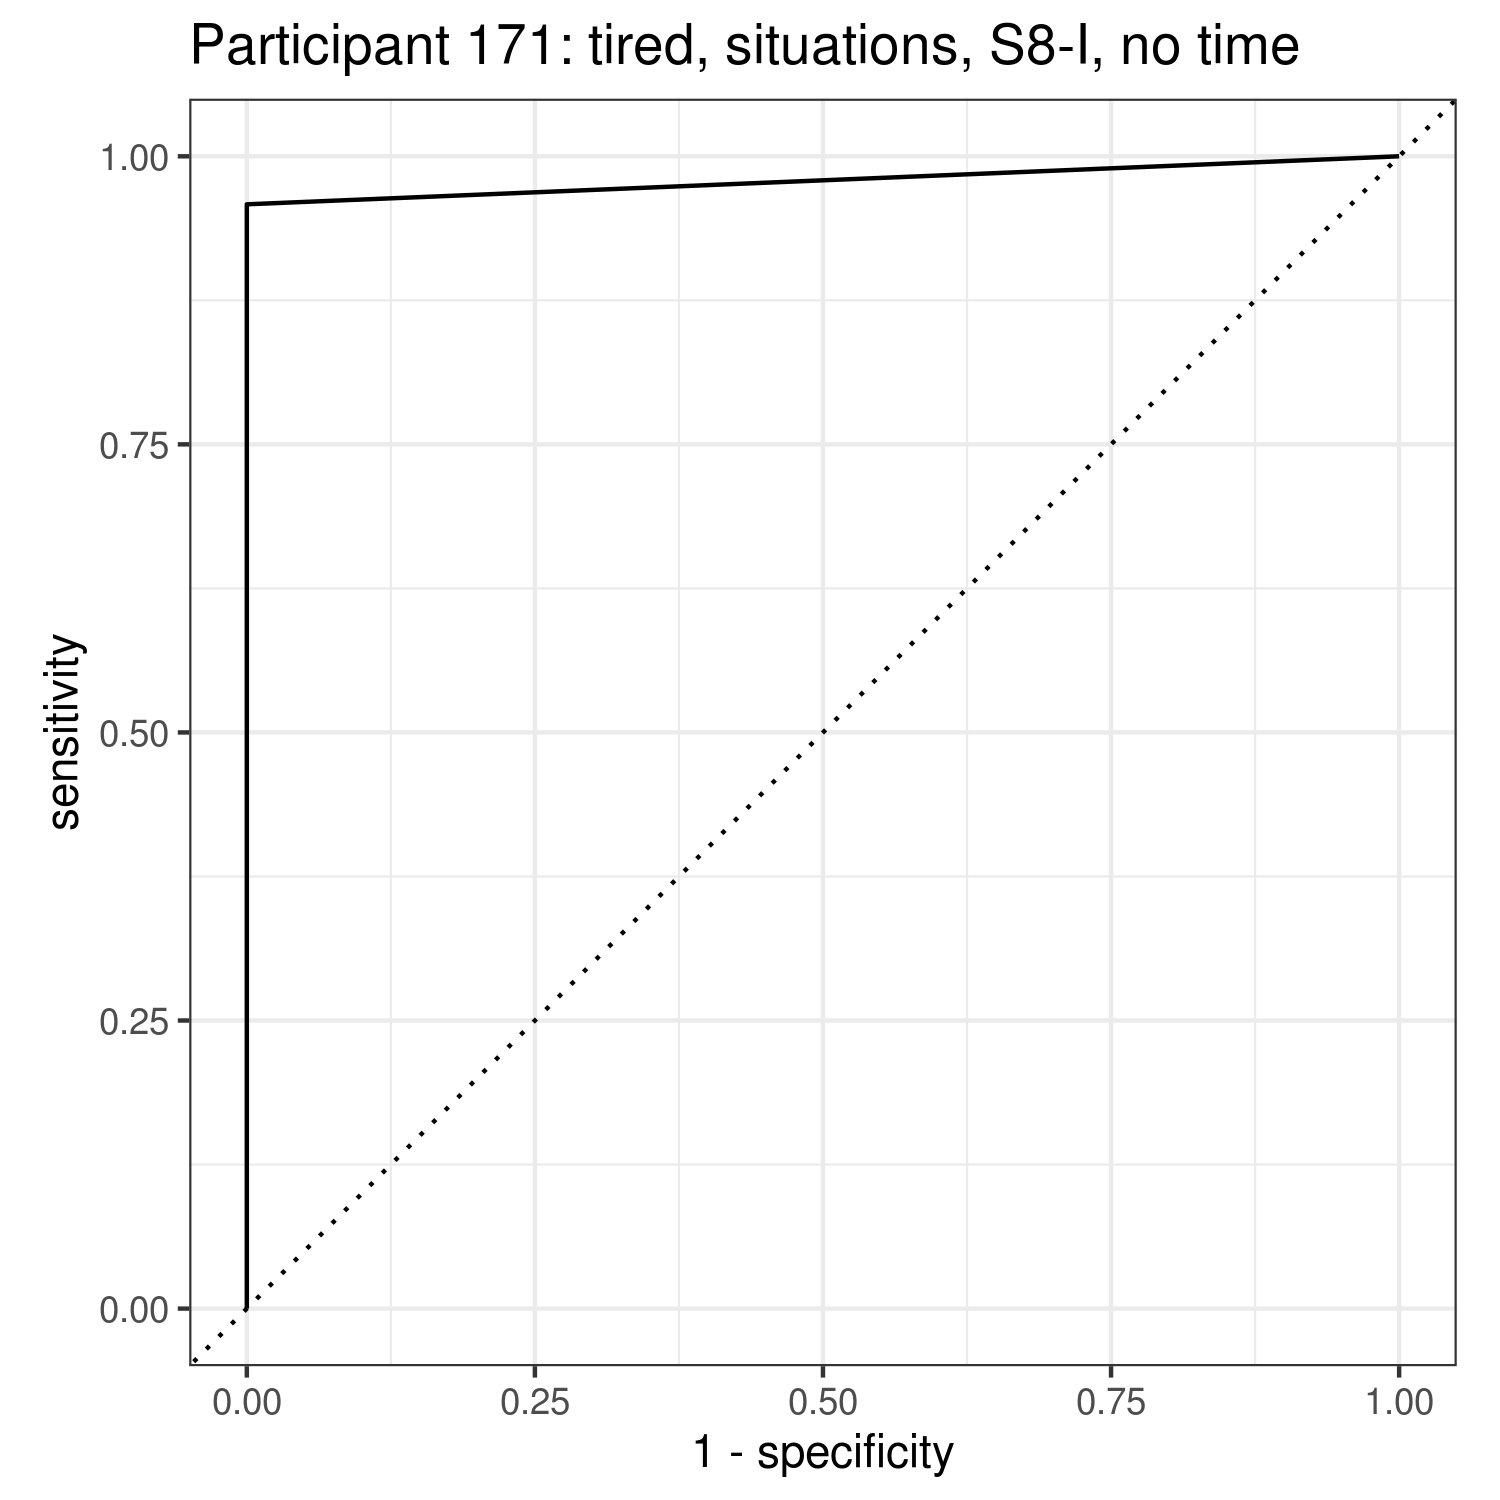 Participant 171: tired, situations, S8-I, no time
1.00
0.75
0.50
0.25
0.00
sensitivity
0.00 0.25 0.50 0.75 1.00
1 - specificity